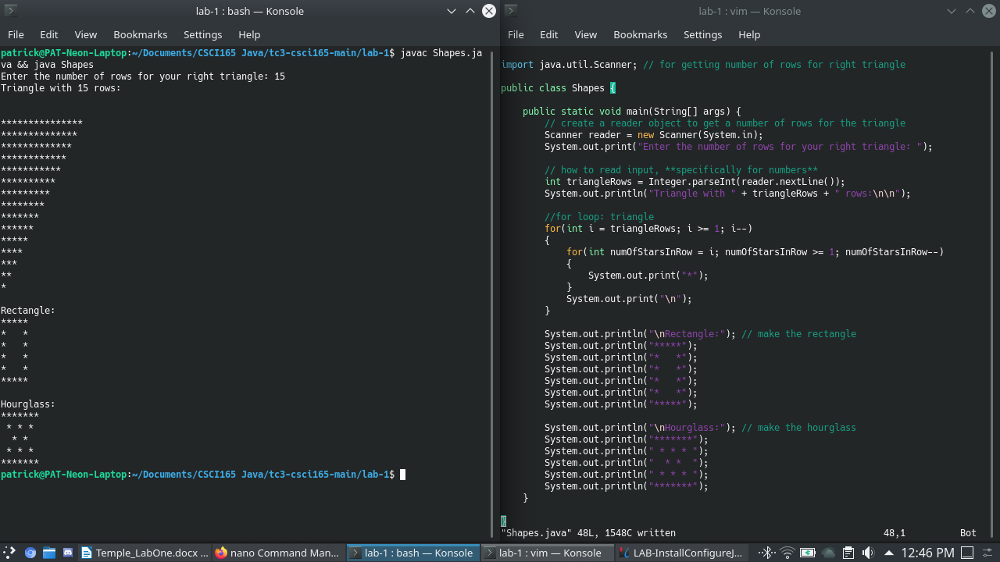 lab-1 : bash — Konsole
File Edit View Bookmarks Settings Help
patrick@PAT-Neon-Laptop:~/Documents/CSCI165 Java/tc3-csci165-main/lab-1$ javac Shapes.ja
va && java Shapes
Enter the number of rows for your right triangle: 15
Triangle with 15 rows:


***************
**************
*************
************
***********
**********
*********
********
*******
******
*****
****
***
**
*

Rectangle:
*****
*   *
*   *
*   *
*   *
*****

Hourglass:
*******
 * * *
  * *
 * * *
*******
patrick@PAT-Neon-Laptop:~/Documents/CSCI165 Java/tc3-csci165-main/lab-1$
lab-1 : vim — Konsole
File Edit View Bookmarks Settings Help
import java.util.Scanner; // for getting number of rows for right triangle

public class Shapes {

    public static void main(String[] args) {
        // create a reader object to get a number of rows for the triangle
        Scanner reader = new Scanner(System.in);
        System.out.print("Enter the number of rows for your right triangle: ");

        // how to read input, **specifically for numbers**
        int triangleRows = Integer.parseInt(reader.nextLine());
        System.out.println("Triangle with " + triangleRows + " rows:\n\n");

        //for loop: triangle
        for(int i = triangleRows; i >= 1; i--)
        {
            for(int numOfStarsInRow = i; numOfStarsInRow >= 1; numOfStarsInRow--)
            {
                System.out.print("*");
            }
            System.out.print("\n");
        }

        System.out.println("\nRectangle:"); // make the rectangle
        System.out.println("*****");
        System.out.println("*   *");
        System.out.println("*   *");
        System.out.println("*   *");
        System.out.println("*   *");
        System.out.println("*****");

        System.out.println("\nHourglass:"); // make the hourglass
        System.out.println("*******");
        System.out.println(" * * * ");
        System.out.println("  * *  ");
        System.out.println(" * * * ");
        System.out.println("*******");
    }

}
"Shapes.java" 48L, 1548C written 48,1 Bot
Temple_LabOne.docx ... nano Command Man... lab-1 : bash — Konsole lab-1 : vim — Konsole LAB-InstallConfigureJ... 12:46 PM